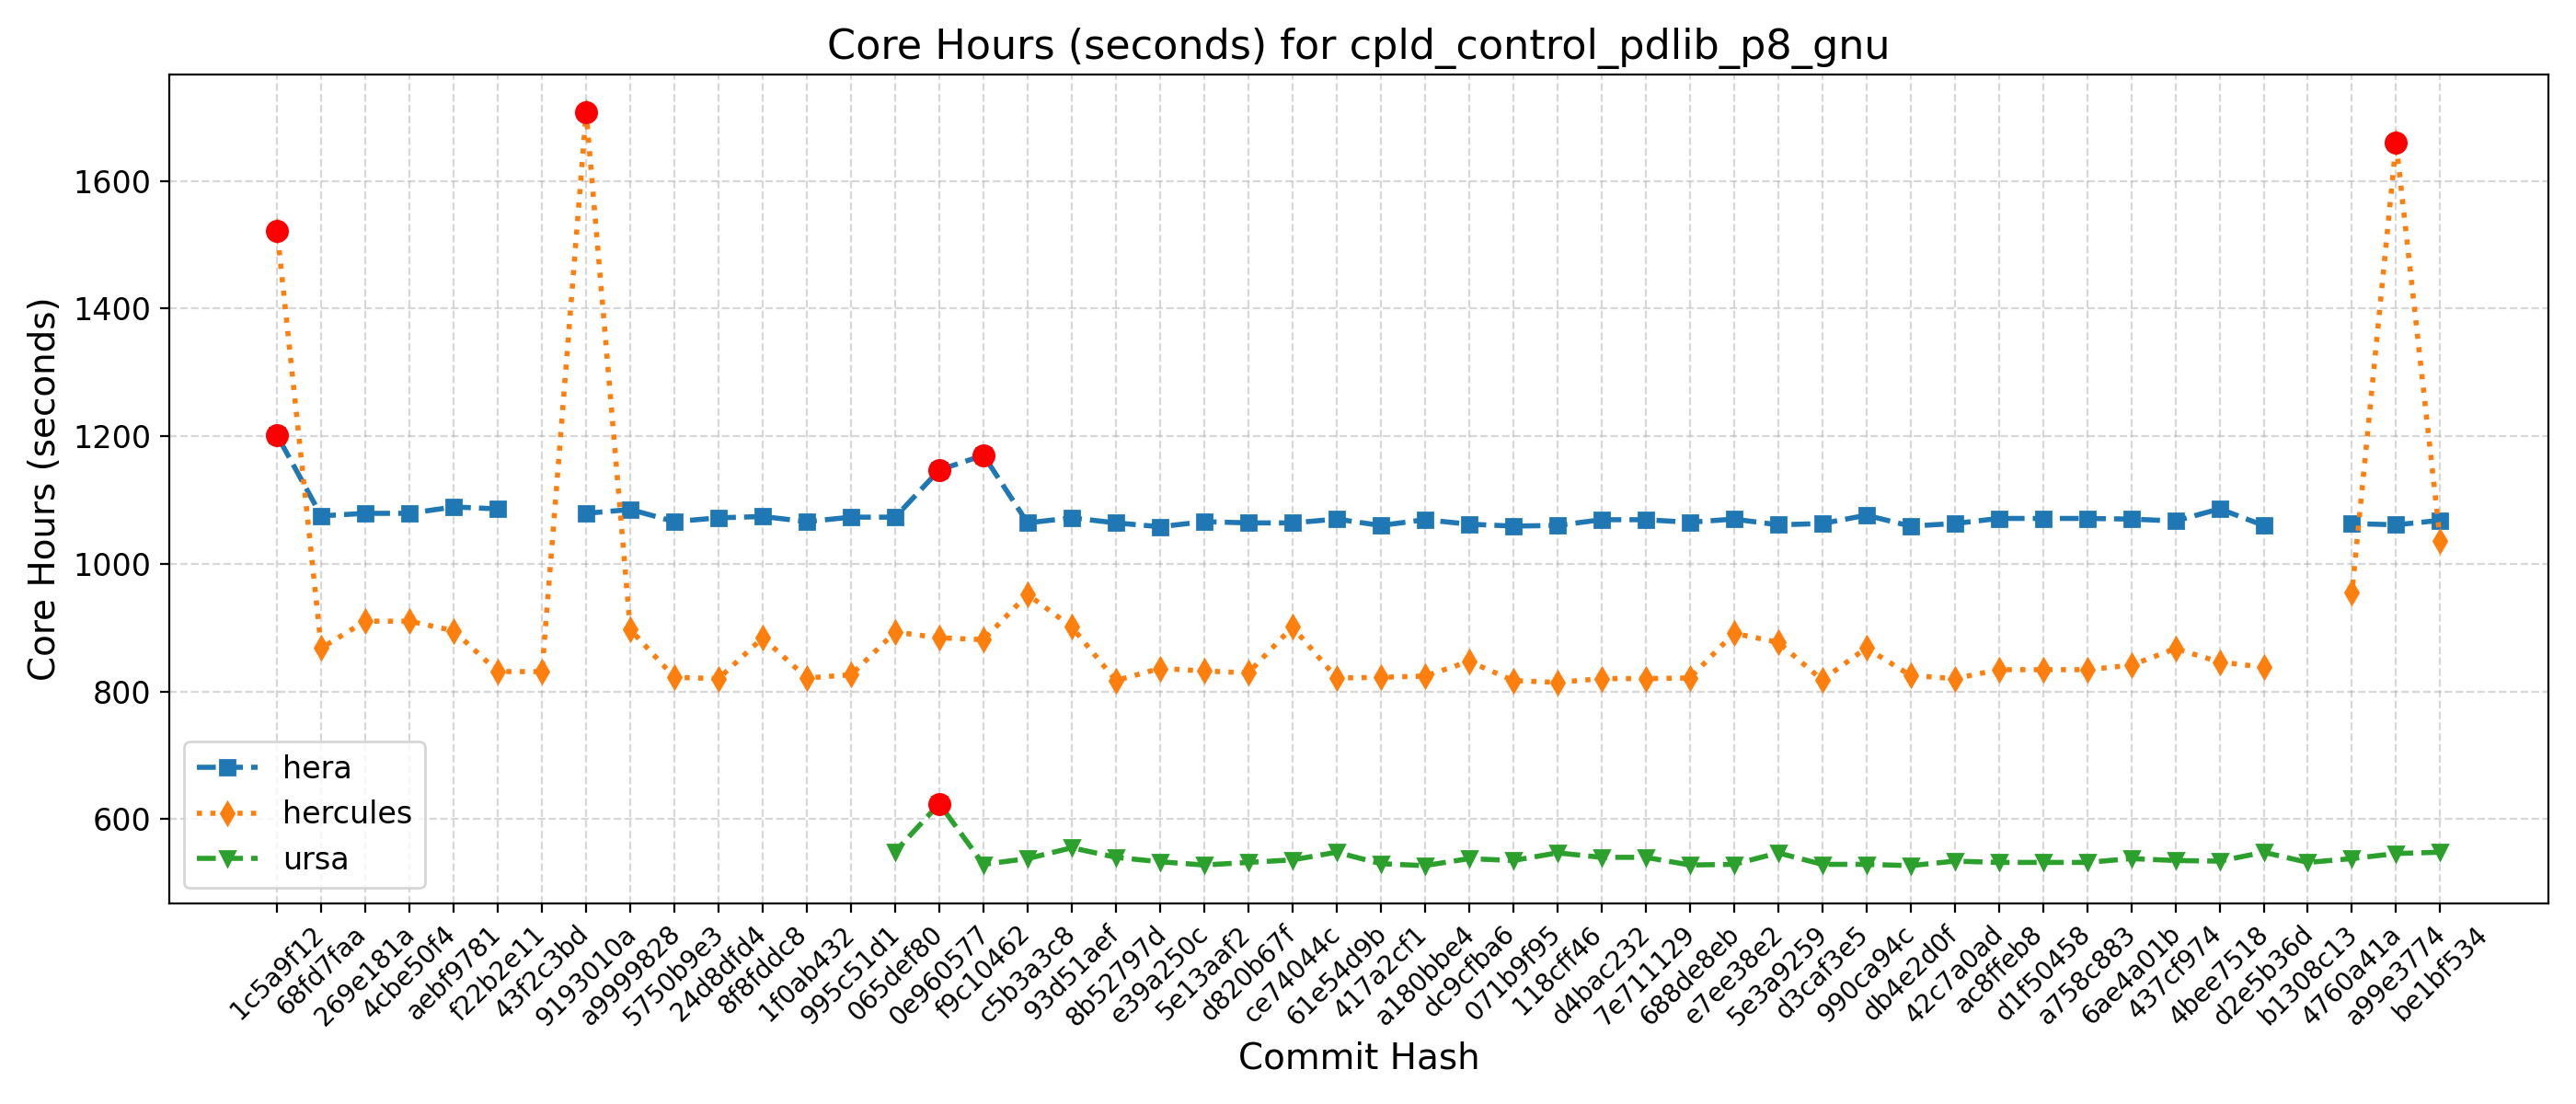 Core Hours (seconds) for cpld_control_pdlib_p8_gnu
Core Hours (seconds)
1600
1400
1200
1000
800
600
hera
hercules
ursa
1c5a9f12
68fd7faa
269e181a
4cbe50f4
aebf9781
f22b2e11
43f2c3bd
9193010a
a9999828
5750b9e3
24d8dfd4
8f8fddc8
1f0ab432
995c51d1
065def80
0e960577
f9c10462
c5b3a3c8
93d51aef
8b52797d
e39a250c
5e13aaf2
d820b67f
ce74044c
61e54d9b
417a2cf1
a180bbe4
dc9cfba6
071b9f95
118cff46
d4bac232
7e711129
688de8eb
e7ee38e2
5e3a9259
d3caf3e5
990ca94c
db4e2d0f
42c7a0ad
ac8ffeb8
d1f50458
a758c883
6ae4a01b
437cf974
4bee7518
d2e5b36d
b1308c13
4760a41a
a99e3774
be1bf534
Commit Hash